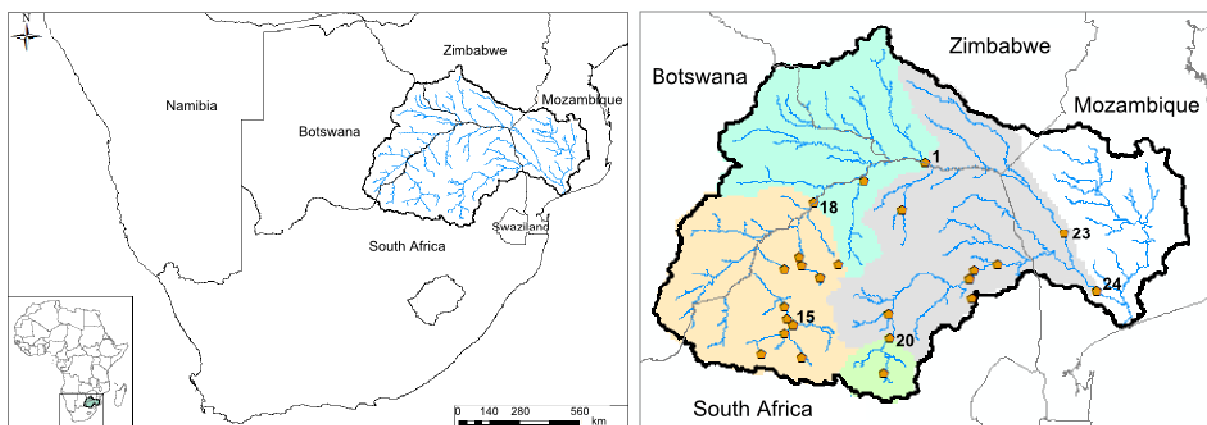 N
Zimbabwe
Namibia
Mozambique
Botswana
Swaziland
South Africa
0 140 280 560
km
Zimbabwe
Botswana
Mozambique
1
18
23
24
15
20
South Africa